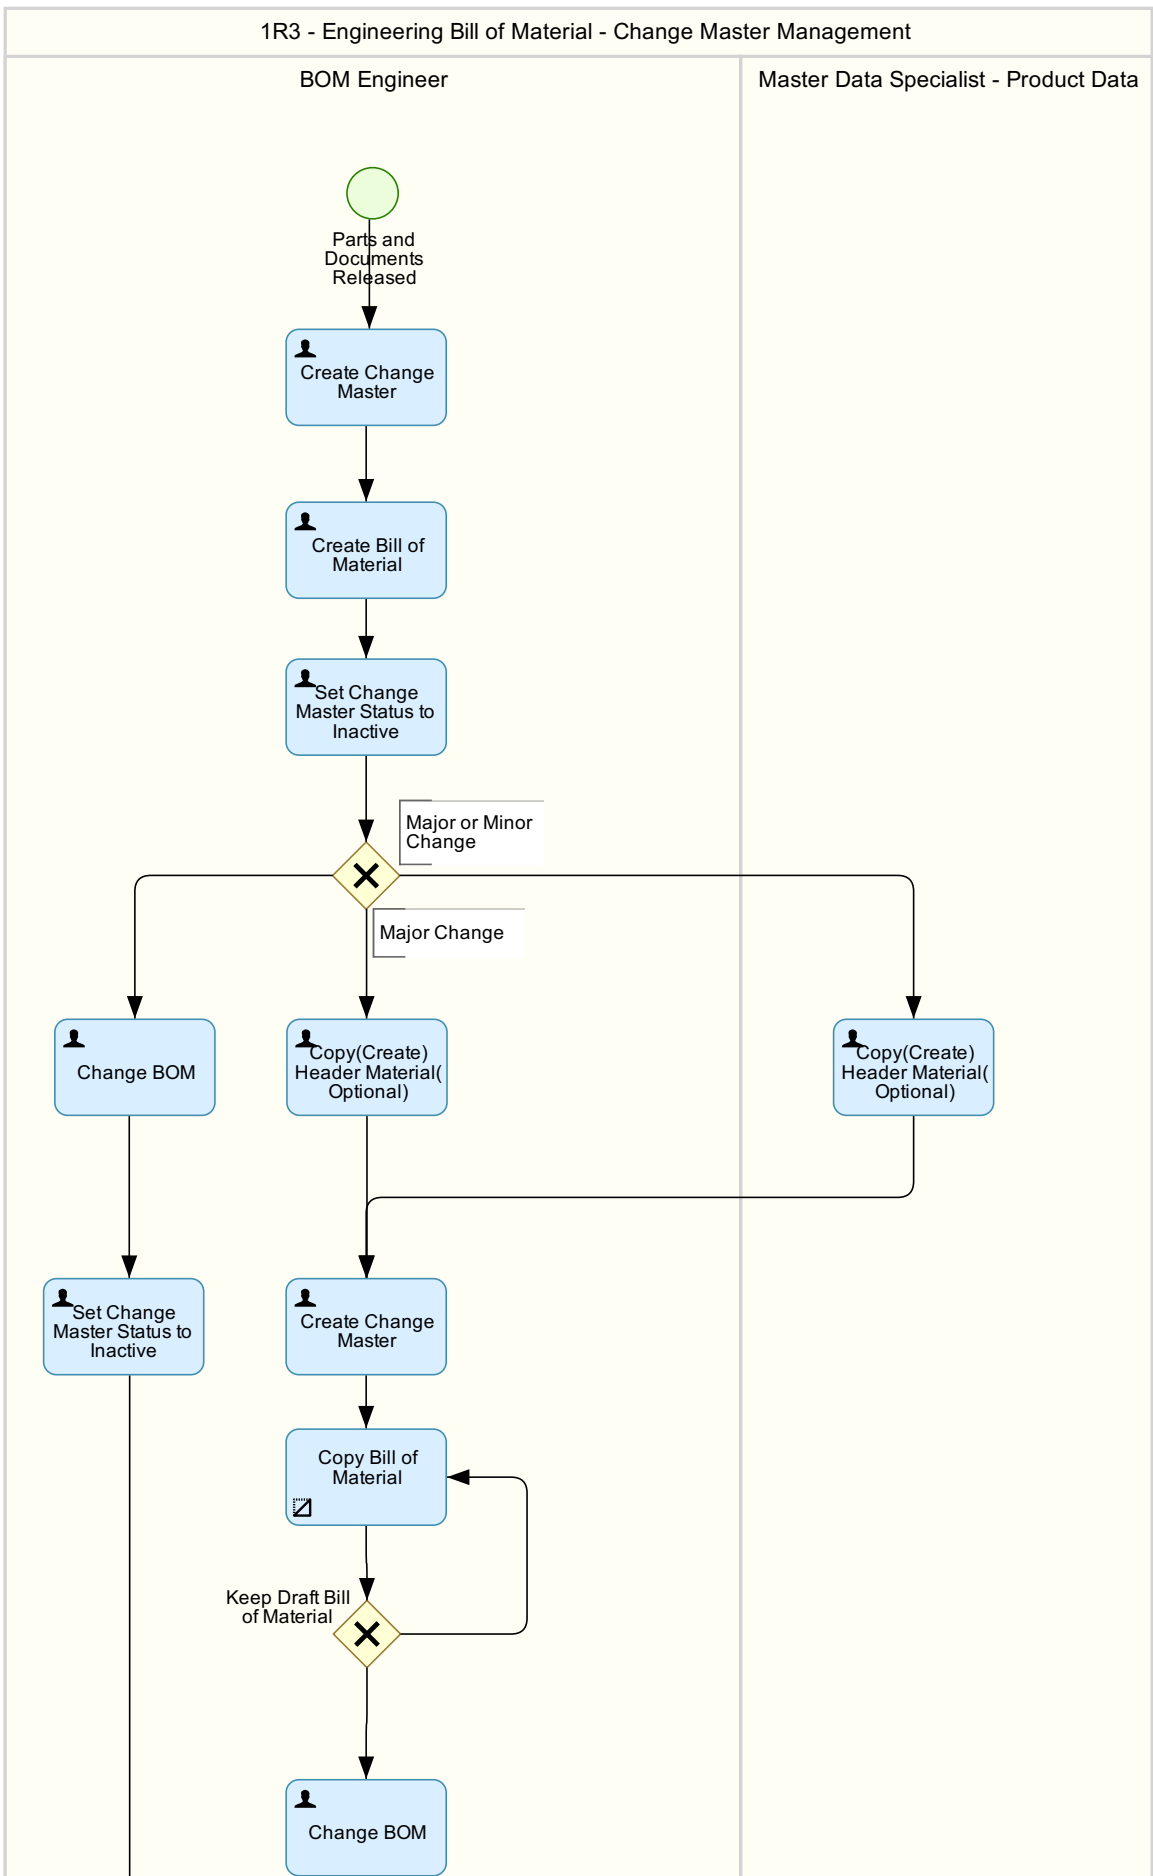 1R3 - Engineering Bill of Material - Change Master Management
BOM Engineer
Master Data Specialist - Product Data
Parts and
Documents
Released
Create Change
Master
Create Bill of
Material
Set Change
Master Status to
Inactive
Major or Minor
Change
Major Change
Change BOM
Copy(Create)
Header Material(
Optional)
Copy(Create)
Header Material(
Optional)
Set Change
Master Status to
Inactive
Create Change
Master
Copy Bill of
Material
Keep Draft Bill
of Material
Change BOM